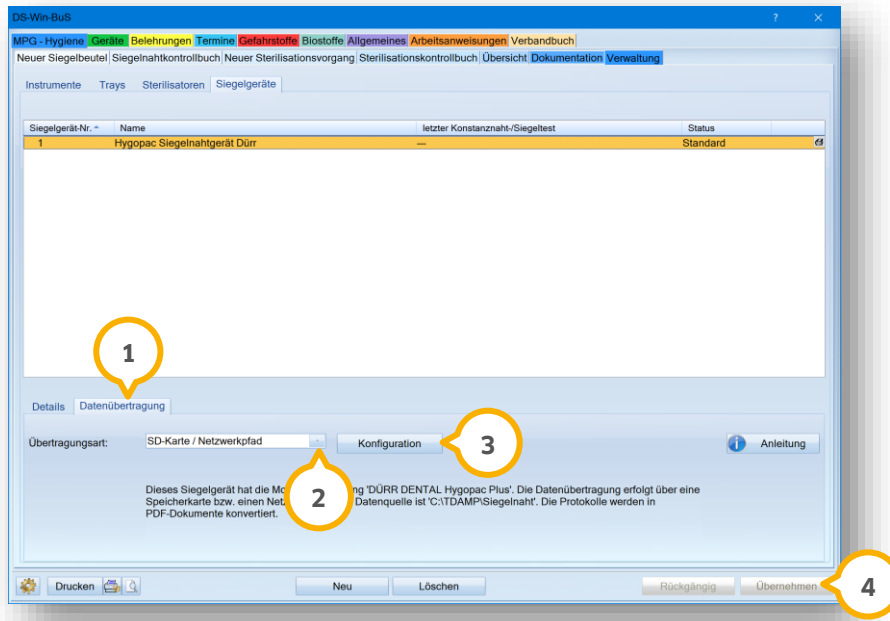 DS-Win-BuS ? ×
MPG - Hygiene Geräte Belehrungen Termine Gefahrstoffe Biostoffe Allgemeines Arbeitsanweisungen Verbandbuch
Neuer Siegelbeutel Siegelnahtkontrollbuch Neuer Sterilisationsvorgang Sterilisationskontrollbuch Übersicht Dokumentation Verwaltung
Instrumente Trays Sterilisatoren Siegelgeräte
Siegelgerät-Nr. Name letzter Konstanznaht-/Siegeltest Status
1 Hygopac Siegelnahtgerät Dürr --- Standard
1
Details Datenübertragung
Übertragungsart: SD-Karte / Netzwerkpfad Konfiguration 3 Anleitung
2
Dieses Siegelgerät hat die ng 'DÜRR DENTAL Hygopac Plus'. Die Datenübertragung erfolgt über eine
Speicherkarte bzw. einen Datenquelle ist 'C:\TDAMP\Siegelnaht'. Die Protokolle werden in
PDF-Dokumente konvertiert.
Drucken Neu Löschen Rückgängig Übernehmen 4